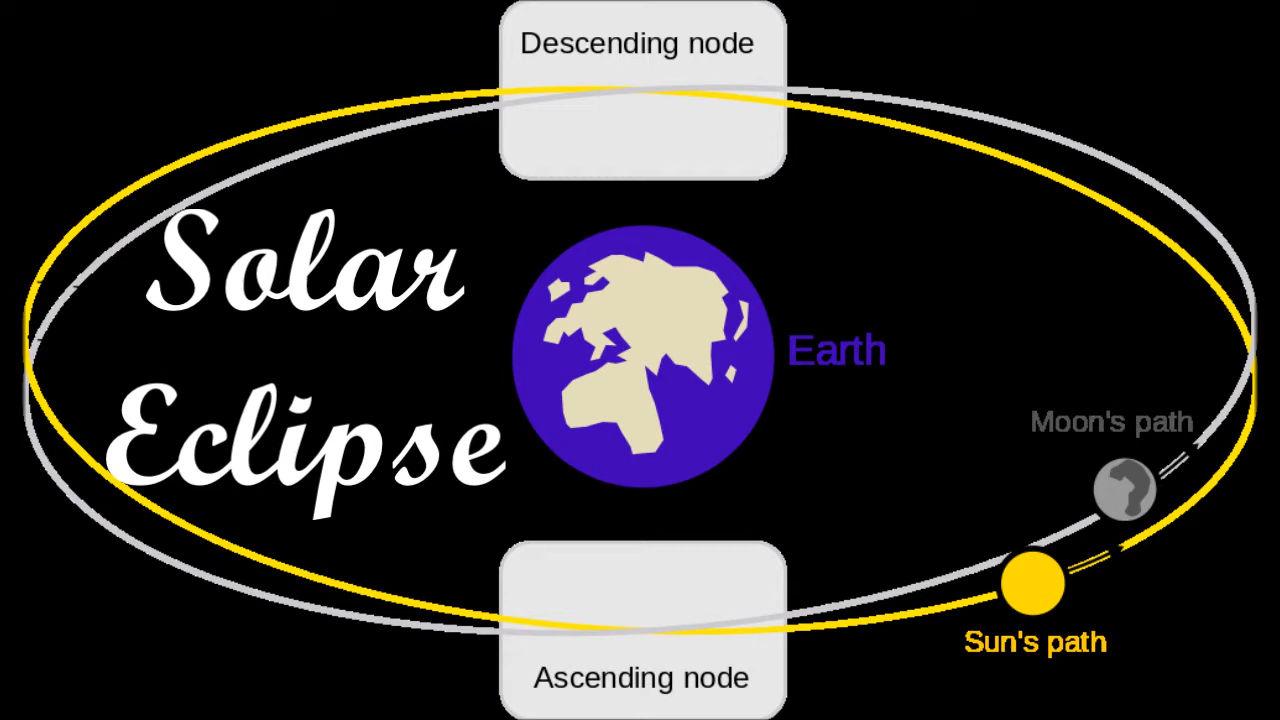 Descending node
Solar
Eclipse
Earth
Moon's path
Sun's path
Ascending node